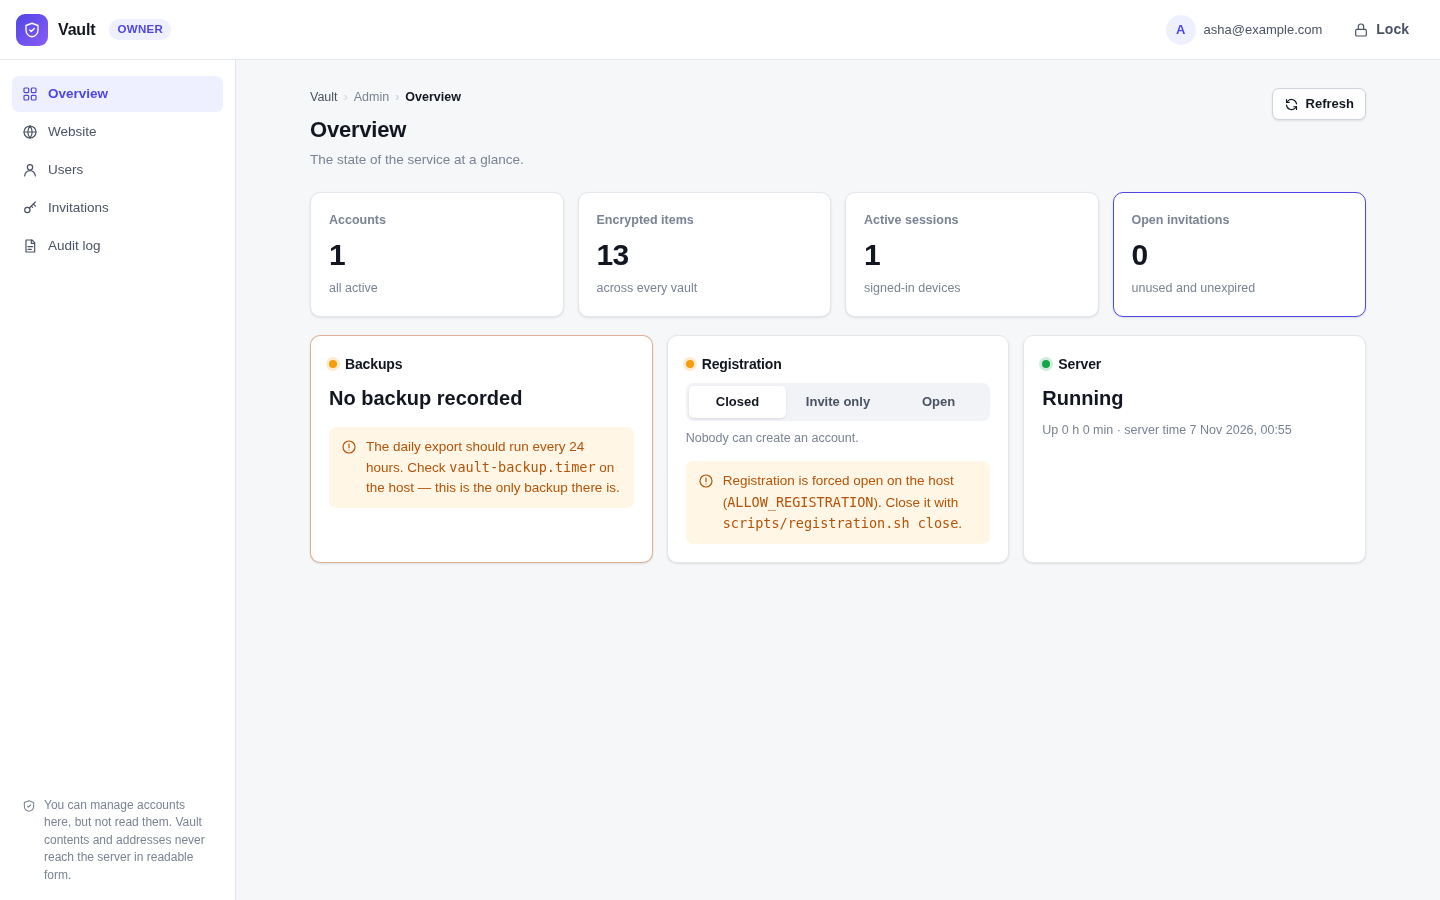 Vault OWNER
asha@example.com
Lock
Overview
Website
Users
Invitations
Audit log
You can manage accounts
here, but not read them. Vault
contents and addresses never
reach the server in readable
form.
Vault › Admin › Overview
Refresh
Overview
The state of the service at a glance.
Accounts
1
all active
Encrypted items
13
across every vault
Active sessions
1
signed-in devices
Open invitations
0
unused and unexpired
Backups
No backup recorded
The daily export should run every 24
hours. Check vault-backup.timer on
the host — this is the only backup there is.
Registration
Closed Invite only Open
Nobody can create an account.
Registration is forced open on the host
(ALLOW_REGISTRATION). Close it with
scripts/registration.sh close.
Server
Running
Up 0 h 0 min · server time 7 Nov 2026, 00:55
A